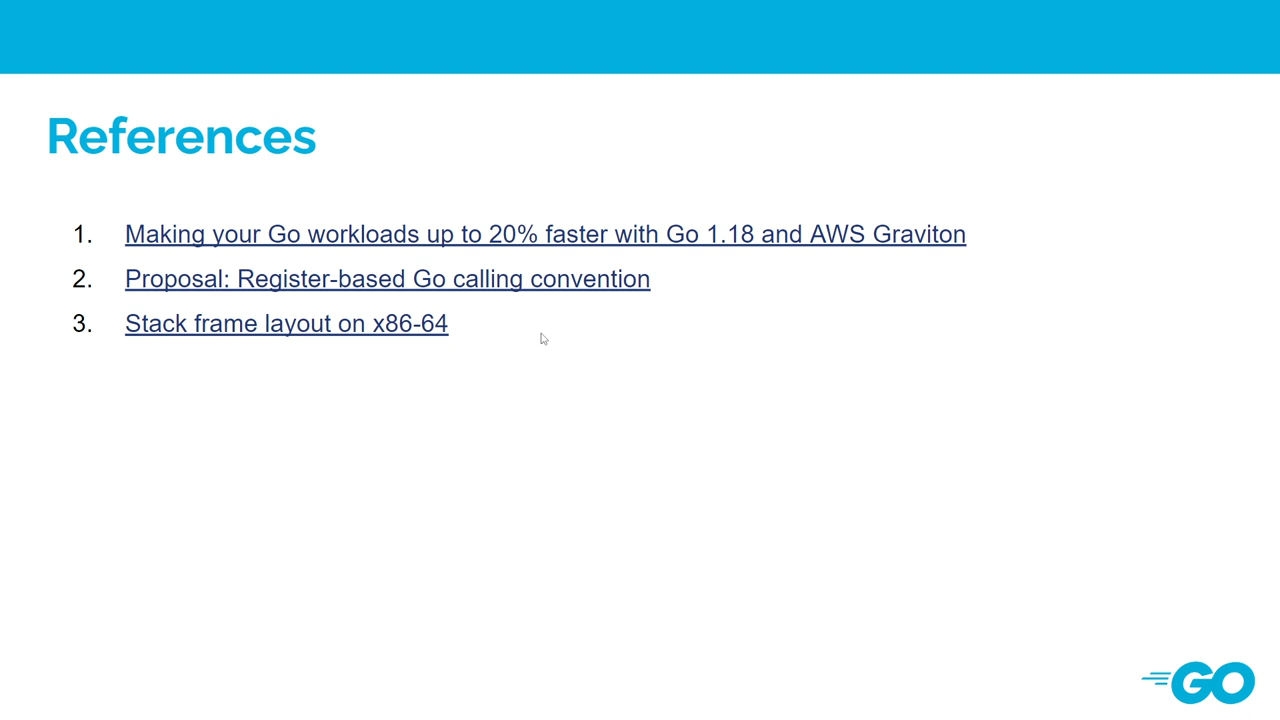 References
1. Making your Go workloads up to 20% faster with Go 1.18 and AWS Graviton
2. Proposal: Register-based Go calling convention
3. Stack frame layout on x86-64
GO